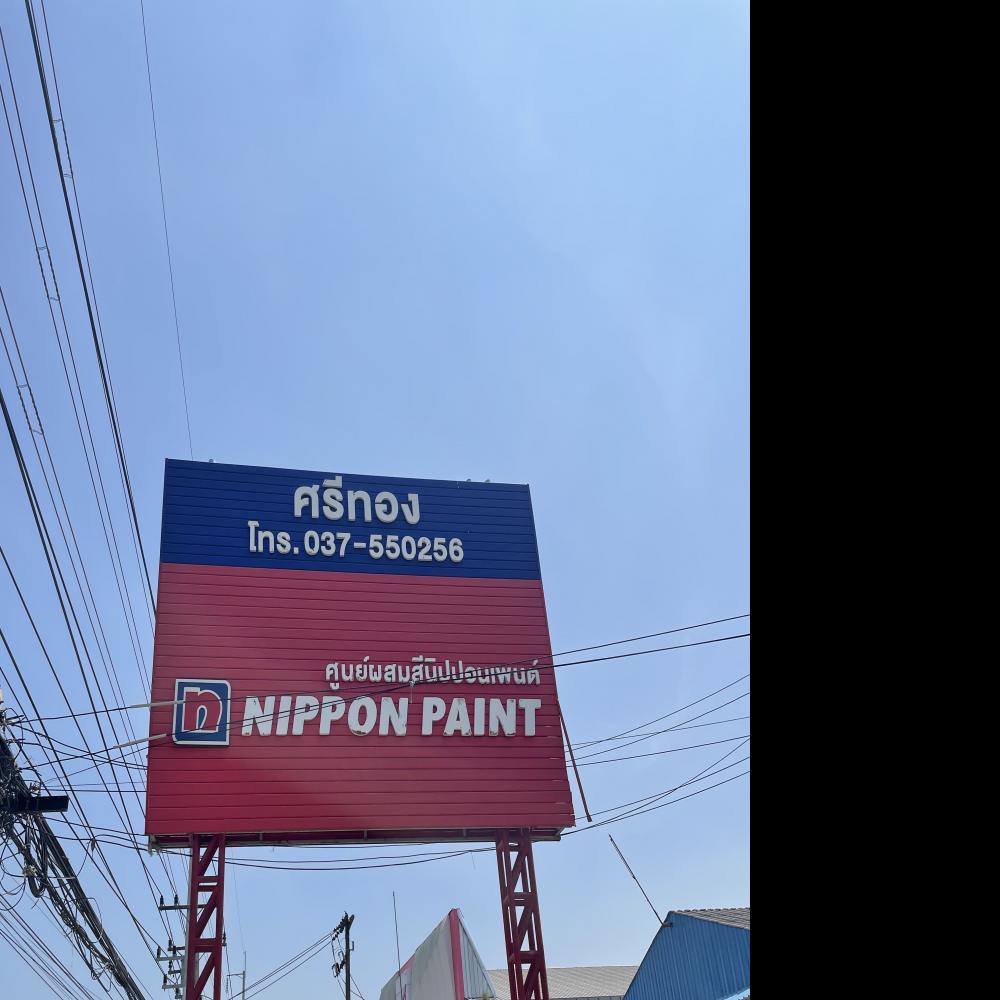 ศรีทอง
โทร.037-550256
ศูนย์ผสมสีนิปปอนเพนต์
n NIPPON PAINT